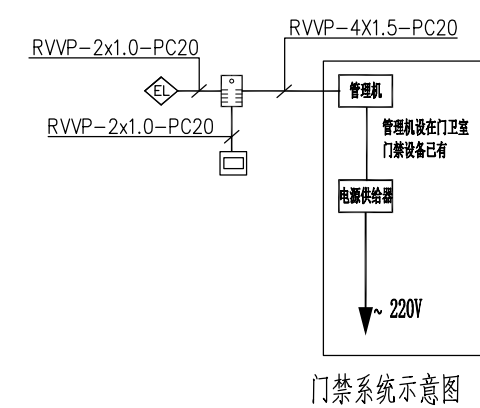 RVVP-4X1.5-PC20
RVVP-2x1.0-PC20
EL
管理机
RVVP-2x1.0-PC20
管理机设在门卫室
门禁设备已有
电源供给器
~ 220V
门禁系统示意图